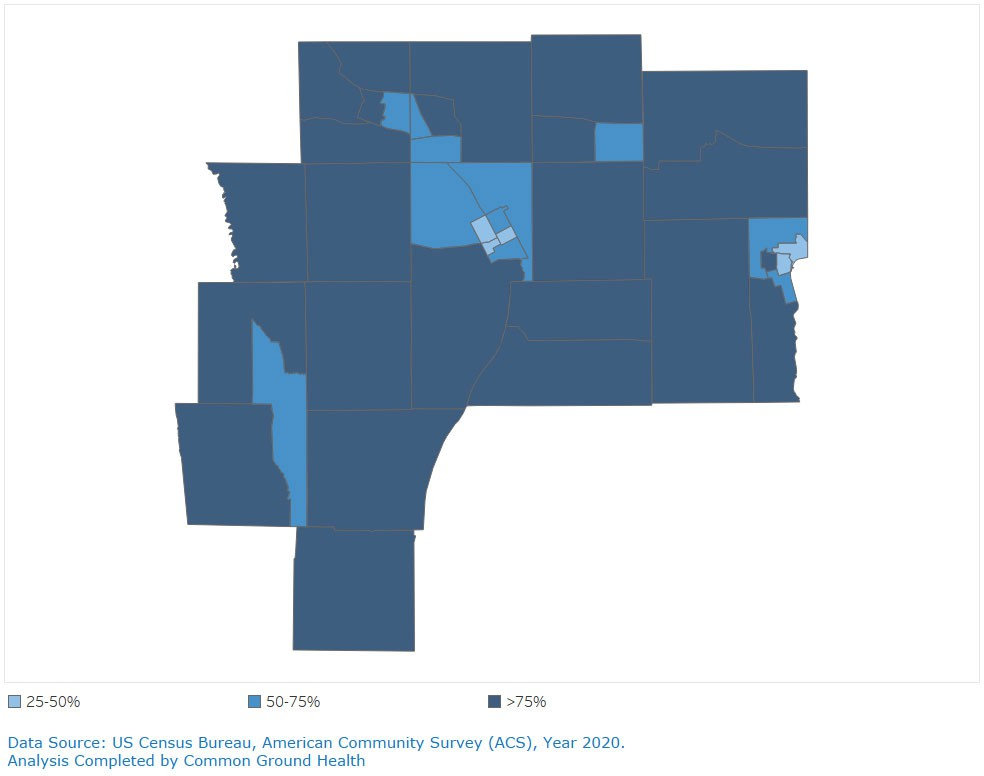 25-50%
50-75%
>75%
Data Source: US Census Bureau, American Community Survey (ACS), Year 2020.
Analysis Completed by Common Ground Health